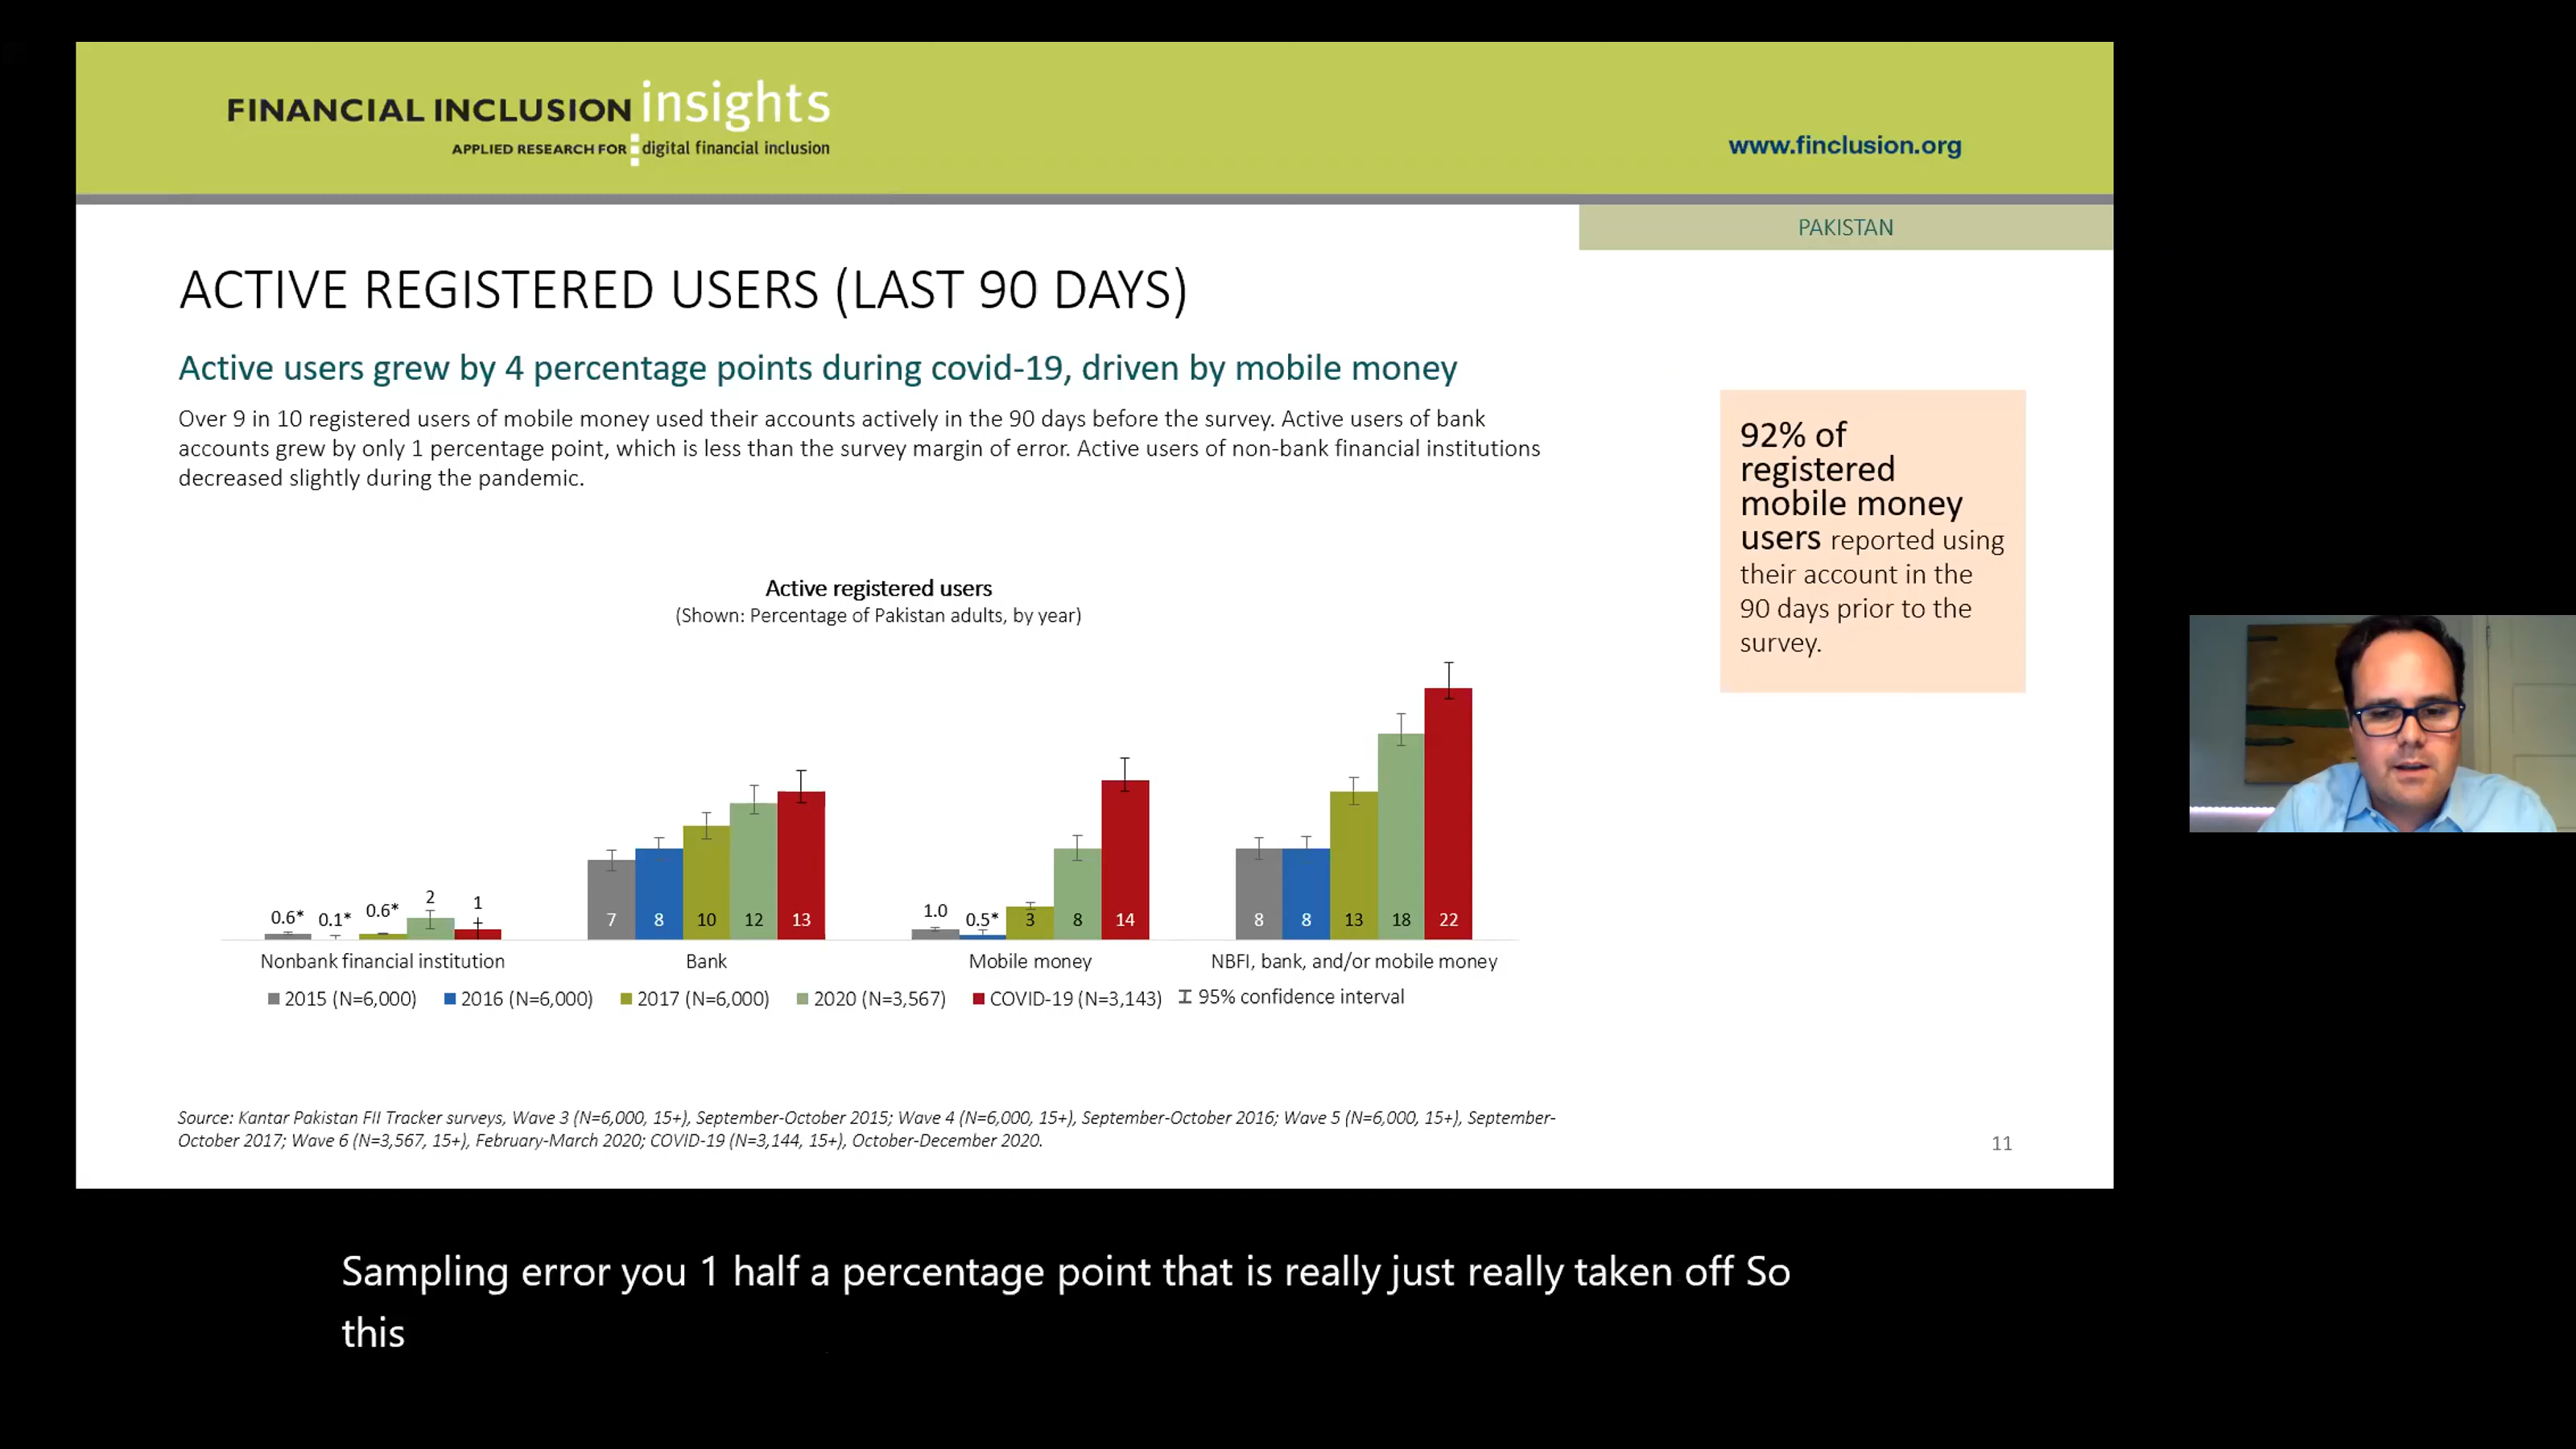 FINANCIAL INCLUSION insights
APPLIED RESEARCH FOR digital financial inclusion
www.finclusion.org
PAKISTAN
ACTIVE REGISTERED USERS (LAST 90 DAYS)
Active users grew by 4 percentage points during covid-19, driven by mobile money
Over 9 in 10 registered users of mobile money used their accounts actively in the 90 days before the survey. Active users of bank
accounts grew by only 1 percentage point, which is less than the survey margin of error. Active users of non-bank financial institutions
decreased slightly during the pandemic.
92% of
registered
mobile money
users reported using
their account in the
90 days prior to the
survey.
Active registered users
(Shown: Percentage of Pakistan adults, by year)
0.6* 0.1* 0.6* 2 1
7 8 10 12 13
1.0 0.5* 3 8 14
8 8 13 18 22
Nonbank financial institution Bank Mobile money NBFI, bank, and/or mobile money
2015 (N=6,000) 2016 (N=6,000) 2017 (N=6,000) 2020 (N=3,567) COVID-19 (N=3,143) 95% confidence interval
Source: Kantar Pakistan FII Tracker surveys, Wave 3 (N=6,000, 15+), September-October 2015; Wave 4 (N=6,000, 15+), September-October 2016; Wave 5 (N=6,000, 15+), September-
October 2017; Wave 6 (N=3,567, 15+), February-March 2020; COVID-19 (N=3,144, 15+), October-December 2020.
11
Sampling error you 1 half a percentage point that is really just really taken off So
this